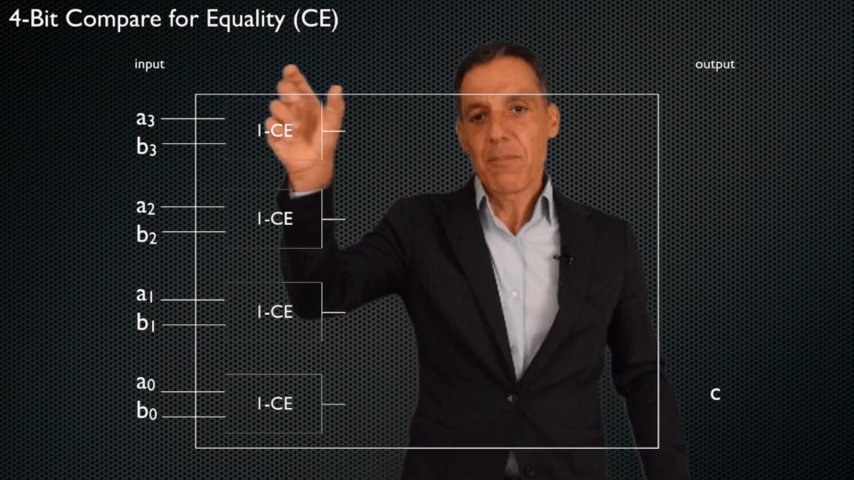 4-Bit Compare for Equality (CE)
input
output
a3
1-CE
b3
a2
1-CE
b2
a1
1-CE
b1
a0
1-CE
b0
c